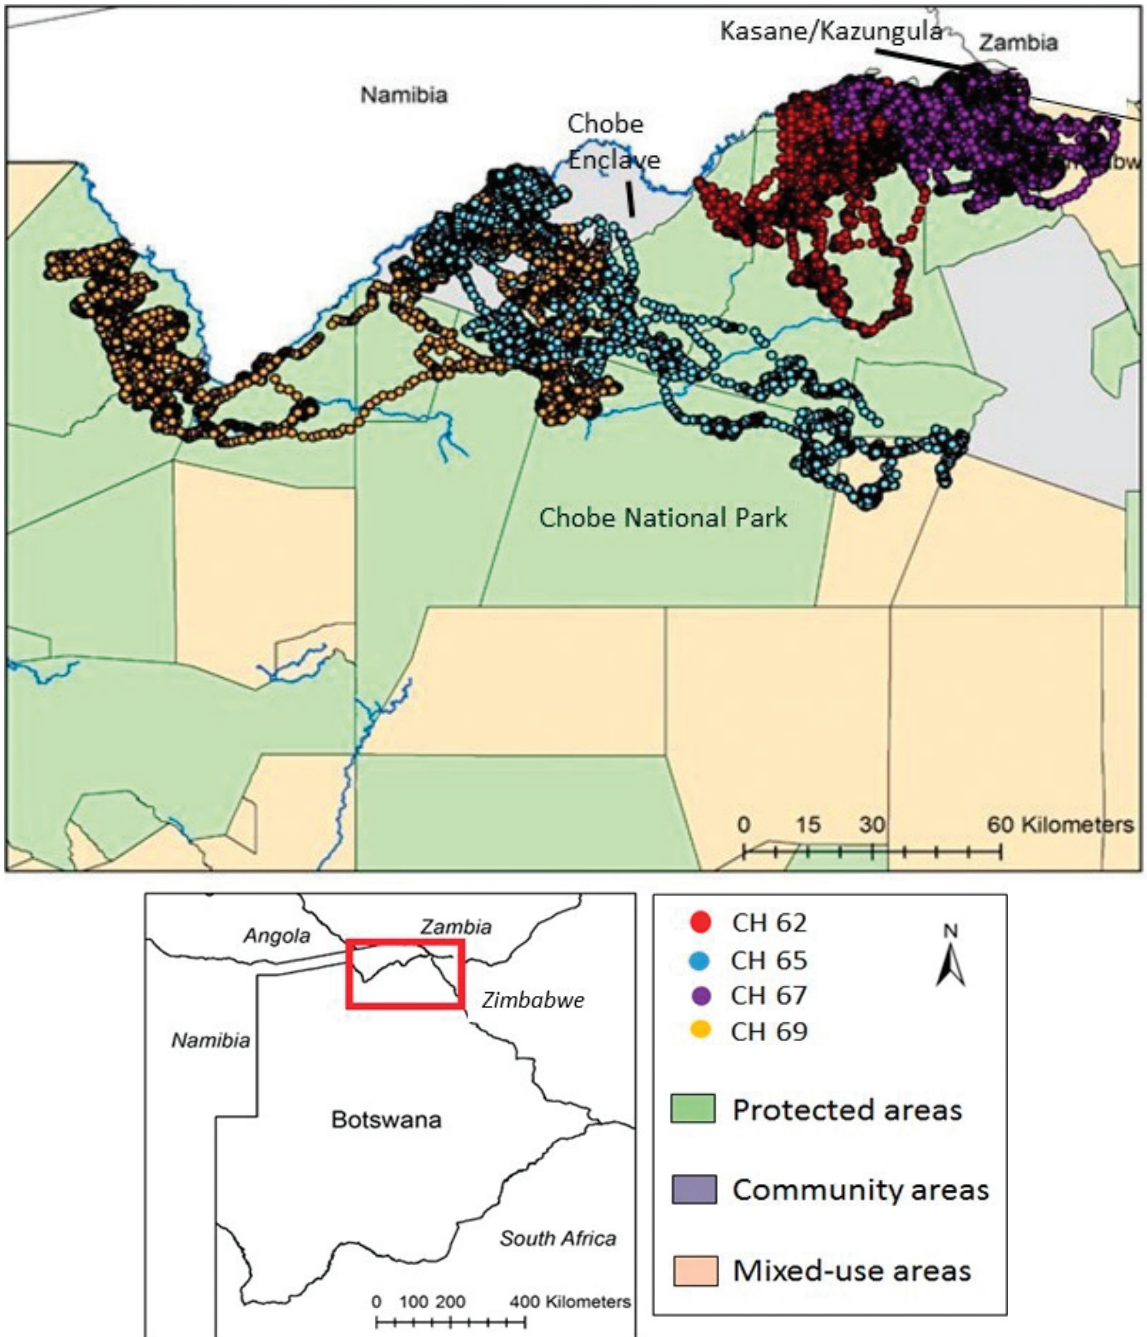 Kasane/Kazungula
Zambia
Namibia
Chobe
Enclave
Chobe National Park
0 15 30 60 Kilometers
Angola
Zambia
Zimbabwe
Namibia
Botswana
South Africa
0 100 200 400 Kilometers
CH 62
CH 65
CH 67
CH 69
N
Protected areas
Community areas
Mixed-use areas